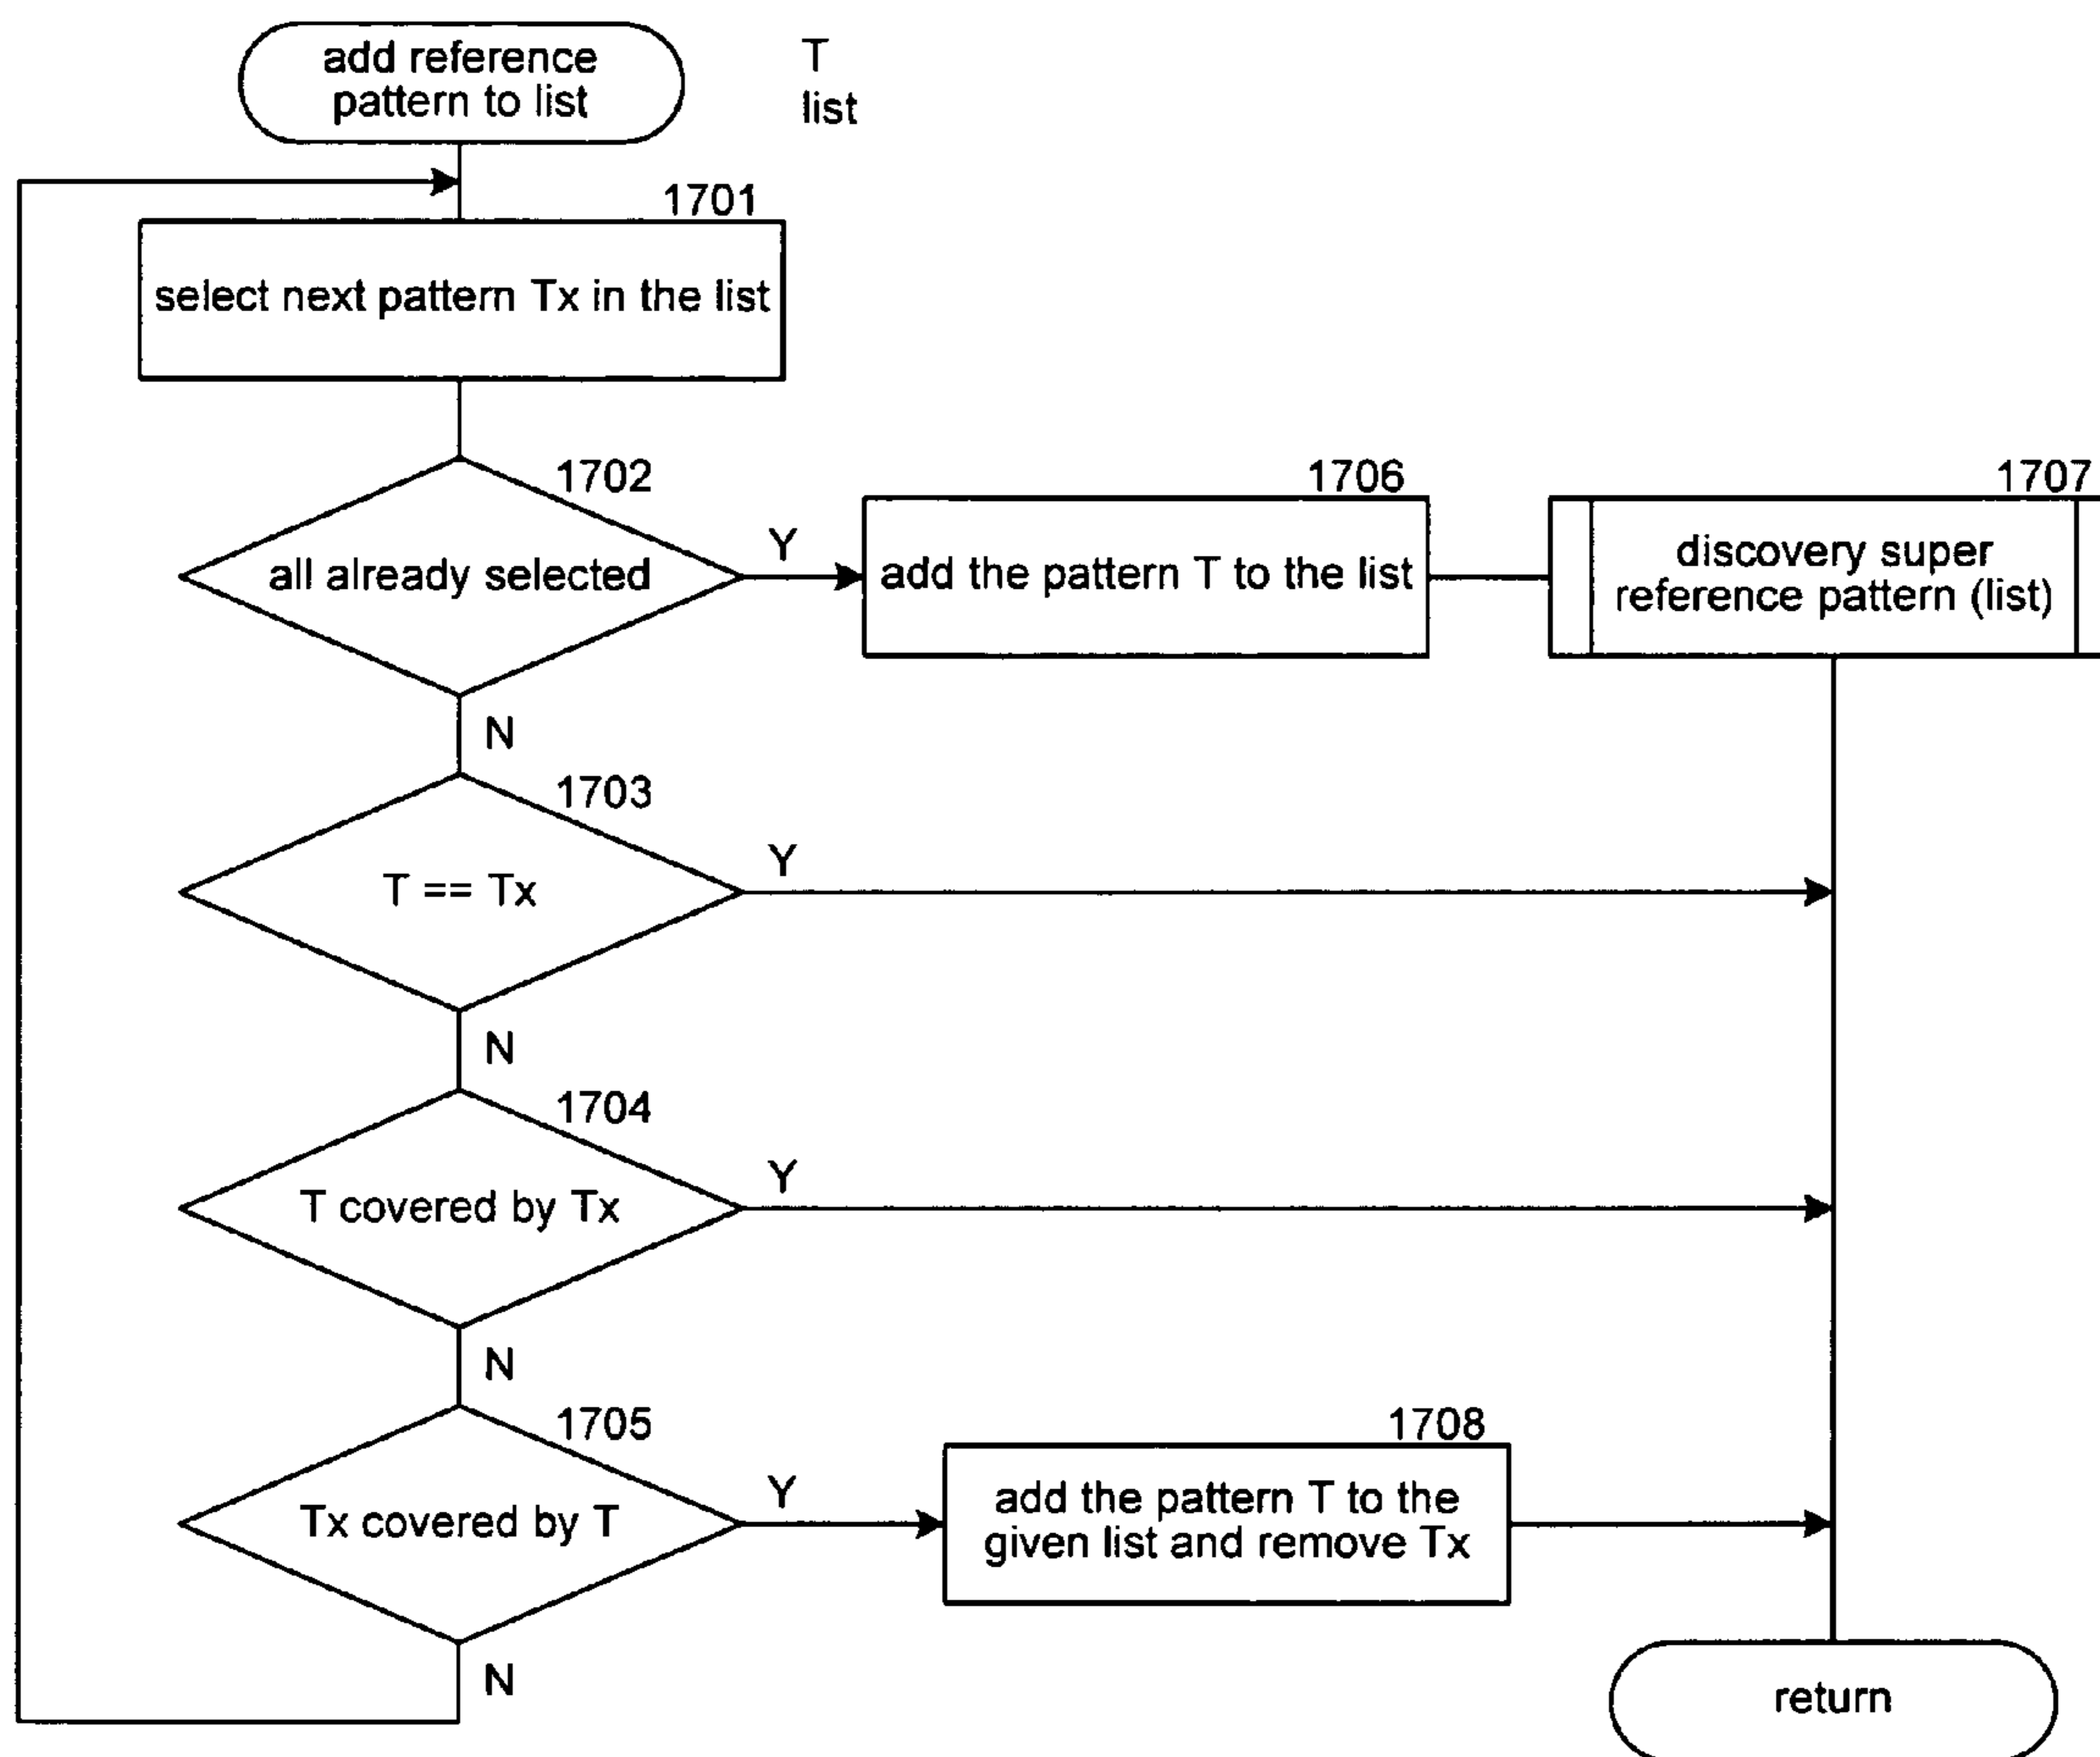 add reference
pattern to list
T
list
1701
select next pattern Tx in the list
1702
all already selected
Y
N
1706
add the pattern T to the list
1707
discovery super
reference pattern (list)
1703
T == Tx
Y
N
1704
T covered by Tx
Y
N
1705
Tx covered by T
Y
N
1708
add the pattern T to the
given list and remove Tx
return